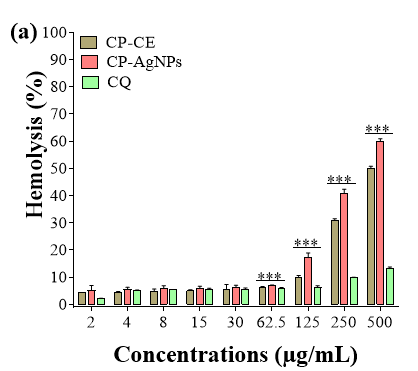 (a)
Hemolysis (%)
100
90
80
70
60
50
40
30
20
10
0
CP-CE
CP-AgNPs
CQ
***
***
***
***
2 4 8 15 30 62.5 125 250 500
Concentrations (µg/mL)